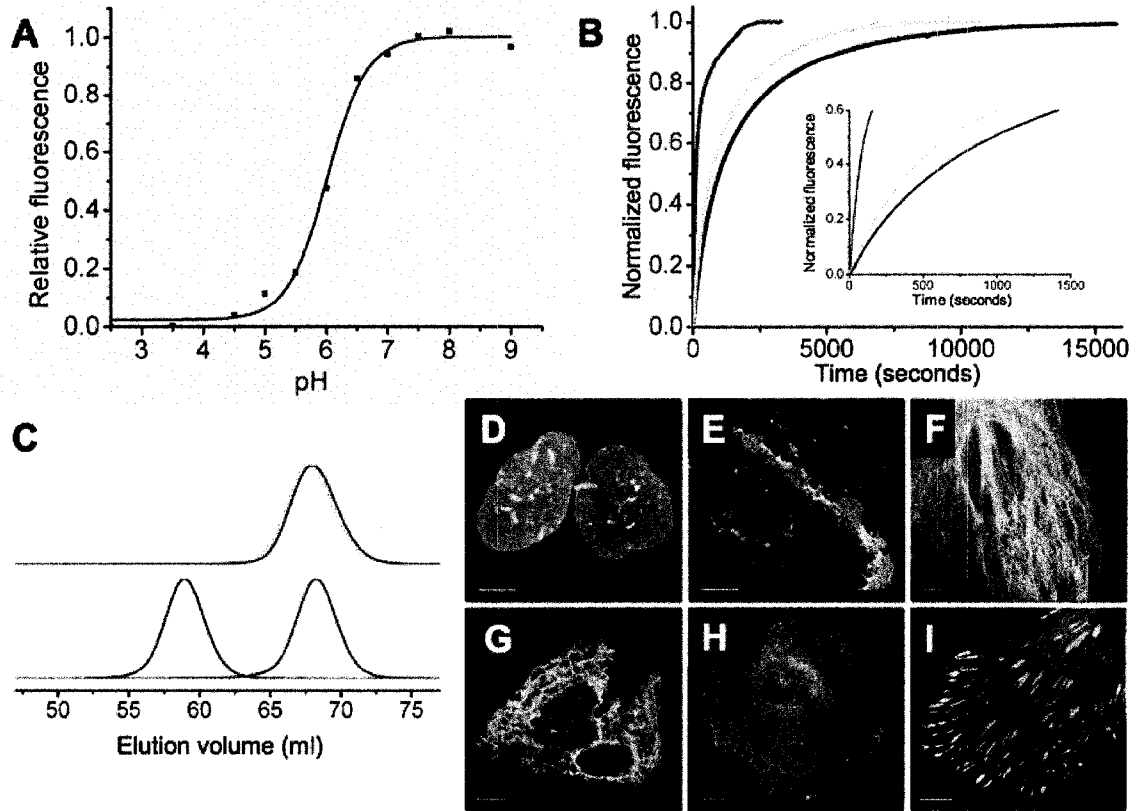 A
Relative fluorescence
1.0
0.8
0.6
0.4
0.2
0.0
3 4 5 6 7 8 9
pH
B
Normalized fluorescence
1.0
0.8
0.6
0.4
0.2
0.0
0 5000 10000 15000
Time (seconds)
Normalized fluorescence
0.6
0.4
0.2
0.0
0 500 1000 1500
Time (seconds)
C
50 55 60 65 70 75
Elution volume (ml)
D
E
F
G
H
I